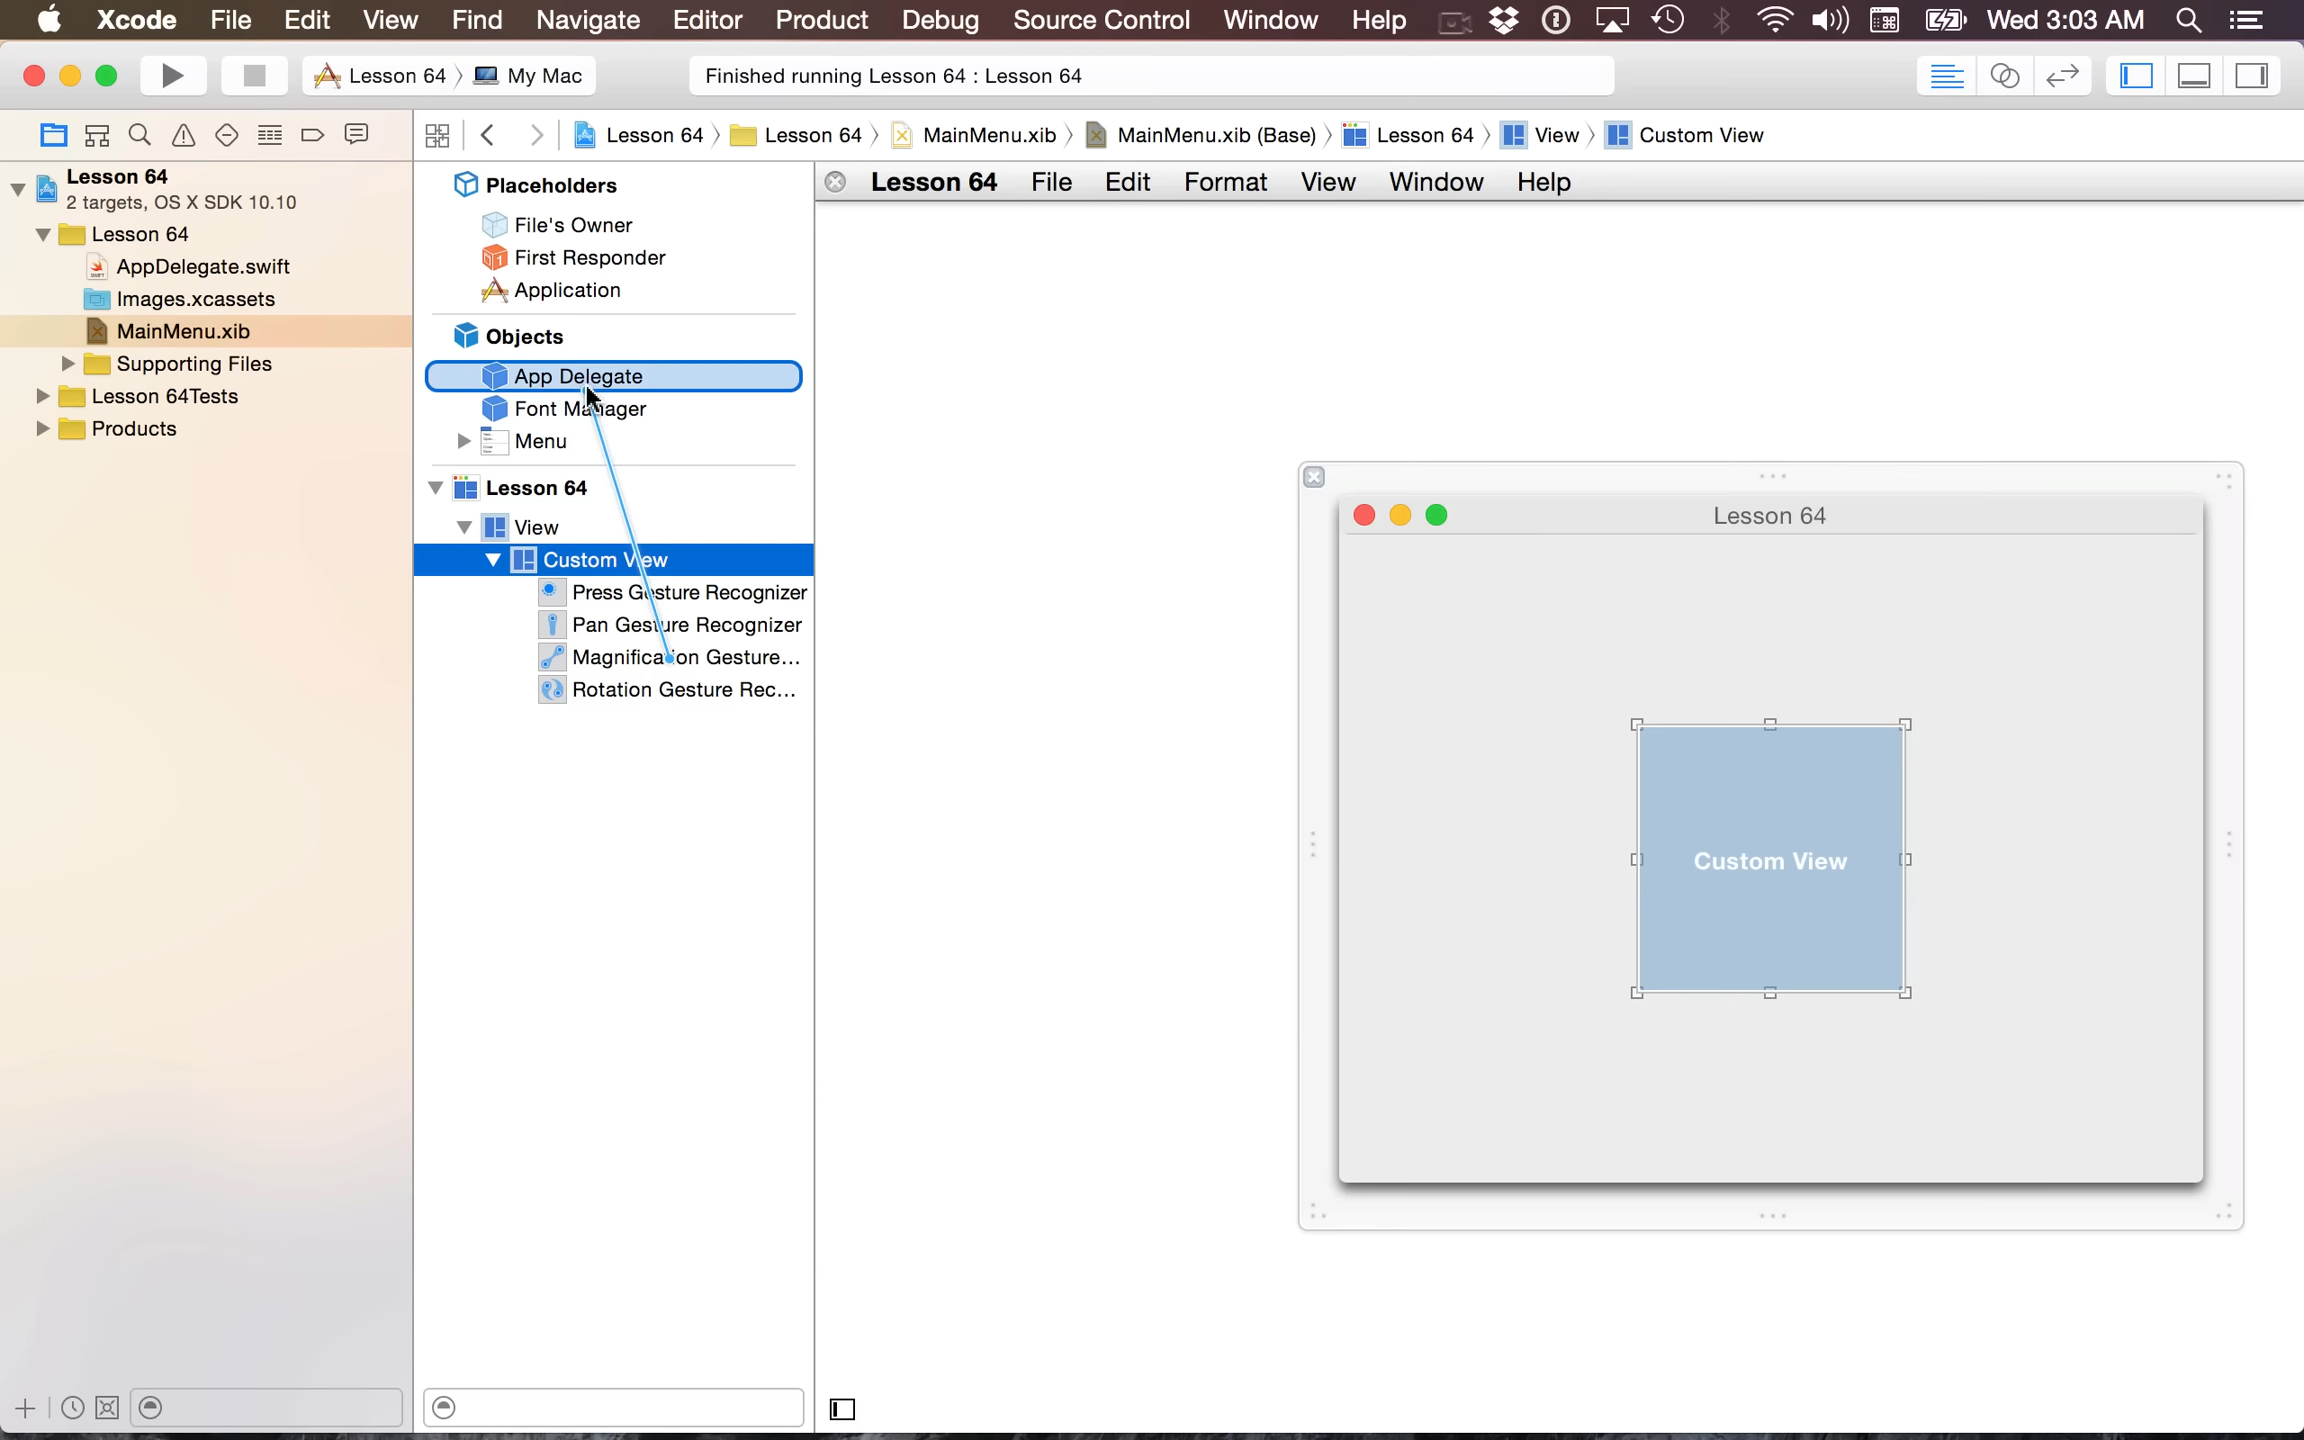 Xcode File Edit View Find Navigate Editor Product Debug Source Control Window Help Wed 3:03 AM
Lesson 64 My Mac
Finished running Lesson 64 : Lesson 64
Lesson 64 Lesson 64 MainMenu.xib MainMenu.xib (Base) Lesson 64 View Custom View
Lesson 64
2 targets, OS X SDK 10.10
Lesson 64
AppDelegate.swift
Images.xcassets
MainMenu.xib
Supporting Files
Lesson 64Tests
Products
Placeholders
File's Owner
First Responder
Application
Objects
App Delegate
Font Manager
Menu
Lesson 64
View
Custom View
Press Gesture Recognizer
Pan Gesture Recognizer
Magnification Gesture...
Rotation Gesture Rec...
Lesson 64 File Edit Format View Window Help
Lesson 64
Custom View